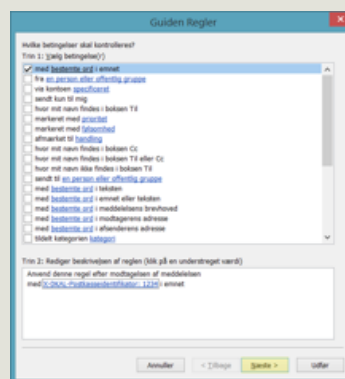 Guiden Regler
Hvilke betingelser skal kontrolleres?
Trin 1: Vælg betingelse(r)
med bestemte ord i emnet
fra en person eller offentlig gruppe
via kontoen specificeret
sendt kun til mig
hvor mit navn findes i boksen Til
markeret med prioritet
markeret med følsomhed
afmærket til handling
hvor mit navn findes i boksen Cc
hvor mit navn findes i boksen Til eller Cc
hvor mit navn ikke findes i boksen Til
sendt til en person eller offentlig gruppe
med bestemte ord i teksten
med bestemte ord i emnet eller teksten
med bestemte ord i meddelelsens brevhoved
med bestemte ord i modtagerens adresse
med bestemte ord i afsenderens adresse
tildelt kategorien kategori
Trin 2: Rediger beskrivelsen af reglen (klik på en understreget værdi)
Anvend denne regel efter modtagelsen af meddelelsen
med X-DKAL-Postkasseidentifikator: 1234 i emnet
Annuller < Tilbage Næste > Udfør